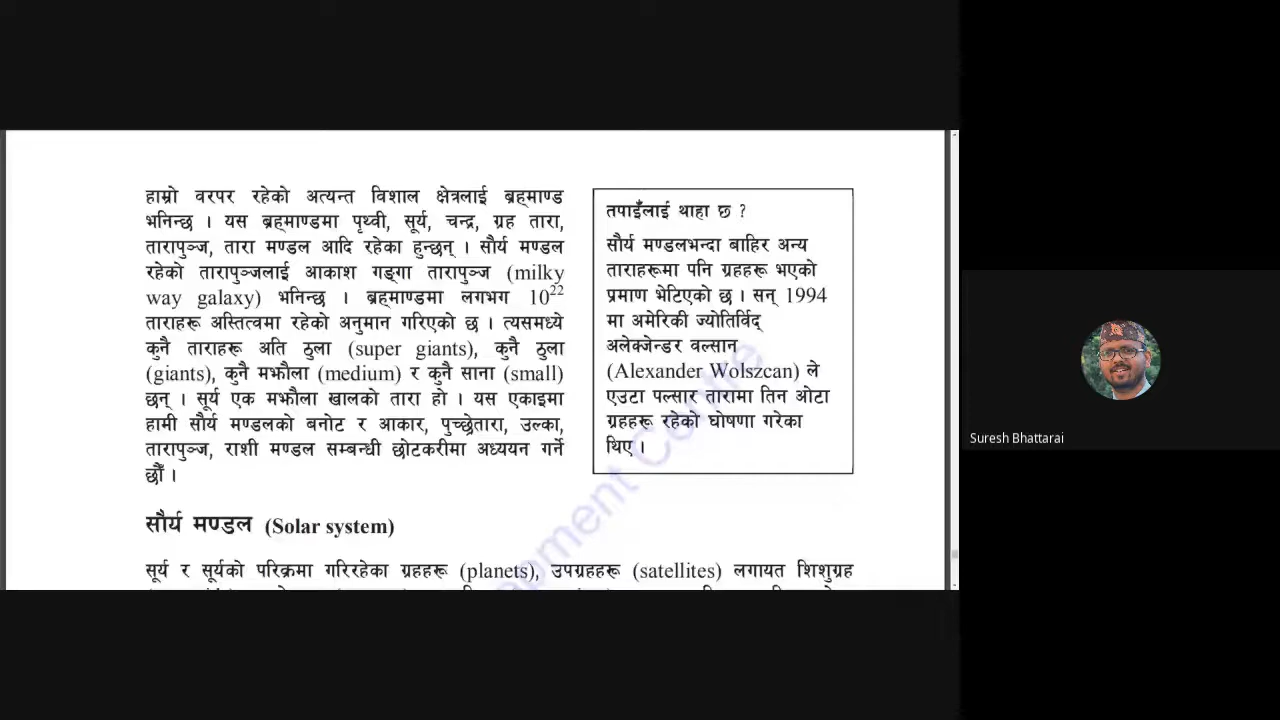 हाम्रो वरपर रहेको अत्यन्त विशाल क्षेत्रलाई ब्रह्माण्ड
भनिन्छ । यस ब्रह्माण्डमा पृथ्वी, सूर्य, चन्द्र, ग्रह तारा,
तारापुञ्ज, तारा मण्डल आदि रहेका हुन्छन् । सौर्य मण्डल
रहेको तारापुञ्जलाई आकाश गङ्गा तारापुञ्ज (milky
way galaxy) भनिन्छ । ब्रह्माण्डमा लगभग 10²²
ताराहरू अस्तित्वमा रहेको अनुमान गरिएको छ । त्यसमध्ये
कुनै ताराहरू अति ठुला (super giants), कुनै ठुला
(giants), कुनै मझौला (medium) र कुनै साना (small)
छन् । सूर्य एक मझौला खालको तारा हो । यस एकाइमा
हामी सौर्य मण्डलको बनोट र आकार, पुच्छ्रेतारा, उल्का,
तारापुञ्ज, राशी मण्डल सम्बन्धी छोटकरीमा अध्ययन गर्ने
छौँ ।
तपाइँलाई थाहा छ ?
सौर्य मण्डलभन्दा बाहिर अन्य
ताराहरूमा पनि ग्रहहरू भएको
प्रमाण भेटिएको छ । सन् 1994
मा अमेरिकी ज्योतिर्विद्
अलेक्जेन्डर वल्सान
(Alexander Wolszcan) ले
एउटा पल्सार तारामा तिन ओटा
ग्रहहरू रहेको घोषणा गरेका
थिए ।
सौर्य मण्डल (Solar system)
सूर्य र सूर्यको परिक्रमा गरिरहेका ग्रहहरू (planets), उपग्रहहरू (satellites) लगायत शिशुग्रह
Suresh Bhattarai